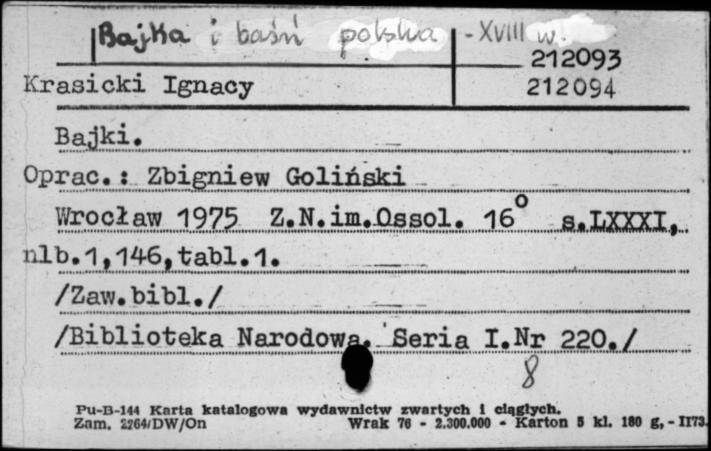 Bajka i baśń polska - XVIII w.
212093
Krasicki Ignacy 212094
Bajki.
Oprac.: Zbigniew Goliński
Wrocław 1975 Z.N.im.Ossol. 16° s.LXXXI,
nlb.1,146,tabl.1.
/Zaw.bibl./
/Biblioteka Narodowa. Seria I.Nr 220./
8
Pu-B-144 Karta katalogowa wydawnictw zwartych i ciągłych.
Zam. 2264/DW/On Wrak 76 - 2.300.000 - Karton 5 kl. 180 g, - II73.